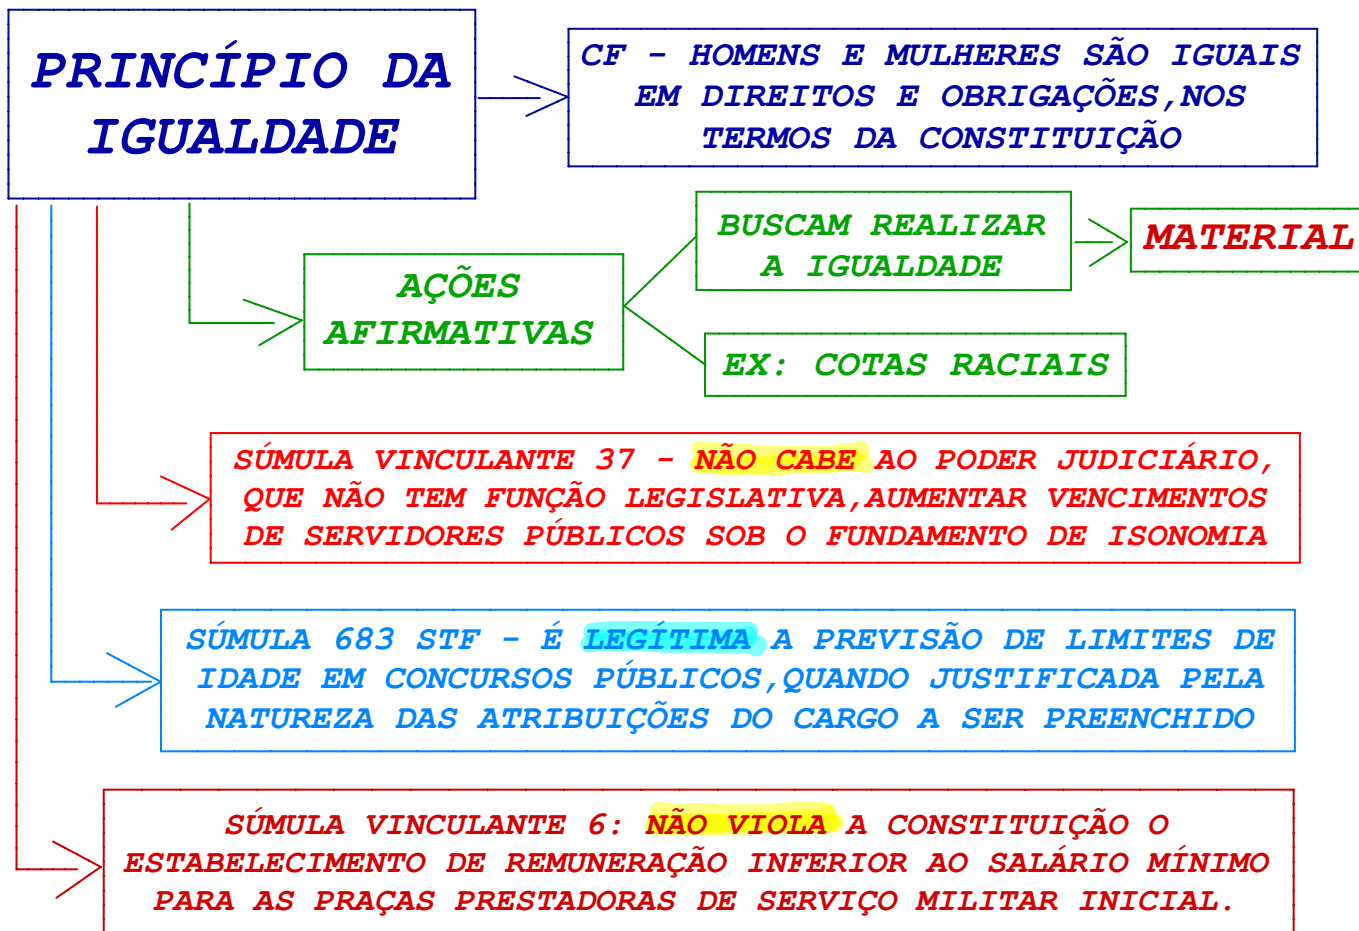 PRINCÍPIO DA
IGUALDADE
CF - HOMENS E MULHERES SÃO IGUAIS
EM DIREITOS E OBRIGAÇÕES,NOS
TERMOS DA CONSTITUIÇÃO
AÇÕES
AFIRMATIVAS
BUSCAM REALIZAR
A IGUALDADE
MATERIAL
EX: COTAS RACIAIS
SÚMULA VINCULANTE 37 - NÃO CABE AO PODER JUDICIÁRIO,
QUE NÃO TEM FUNÇÃO LEGISLATIVA,AUMENTAR VENCIMENTOS
DE SERVIDORES PÚBLICOS SOB O FUNDAMENTO DE ISONOMIA
SÚMULA 683 STF - É LEGÍTIMA A PREVISÃO DE LIMITES DE
IDADE EM CONCURSOS PÚBLICOS,QUANDO JUSTIFICADA PELA
NATUREZA DAS ATRIBUIÇÕES DO CARGO A SER PREENCHIDO
SÚMULA VINCULANTE 6: NÃO VIOLA A CONSTITUIÇÃO O
ESTABELECIMENTO DE REMUNERAÇÃO INFERIOR AO SALÁRIO MÍNIMO
PARA AS PRAÇAS PRESTADORAS DE SERVIÇO MILITAR INICIAL.